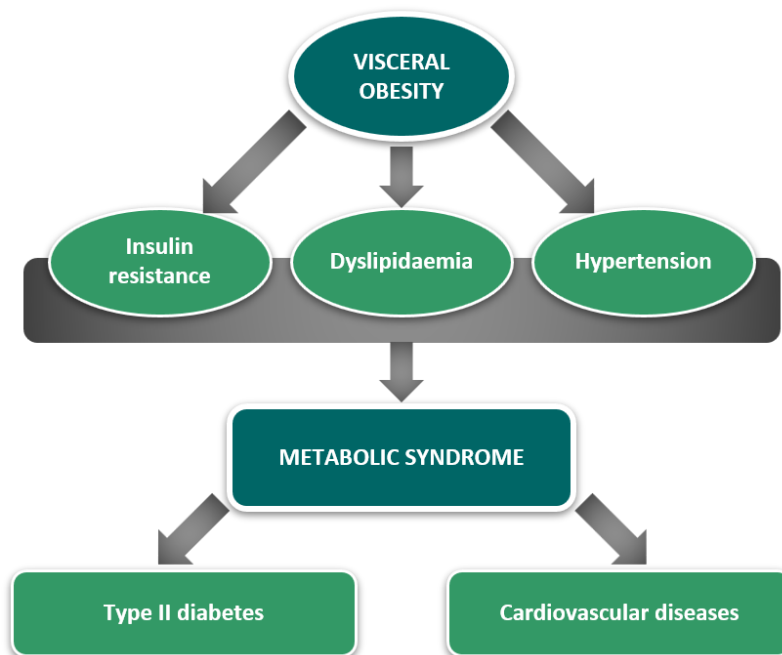 VISCERAL
OBESITY
Insulin
resistance
Dyslipidaemia
Hypertension
METABOLIC SYNDROME
Type II diabetes
Cardiovascular diseases